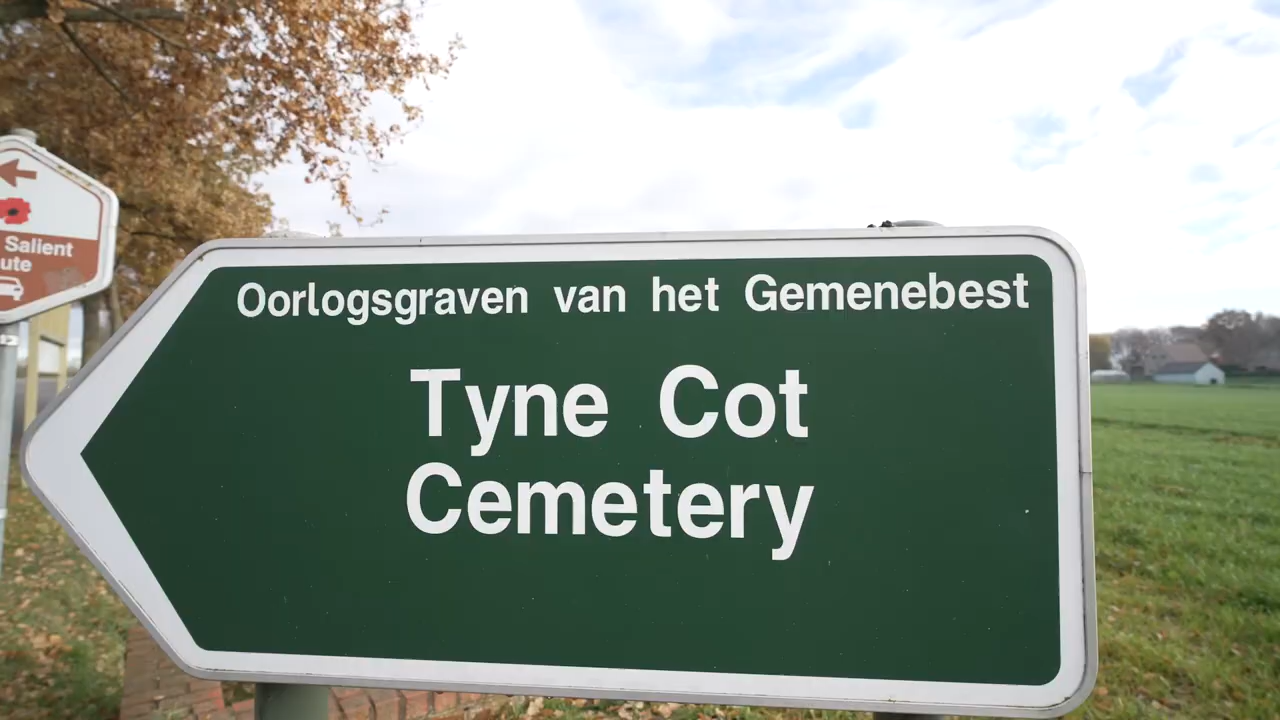 Salient
ute
Oorlogsgraven van het Gemenebest
Tyne Cot
Cemetery